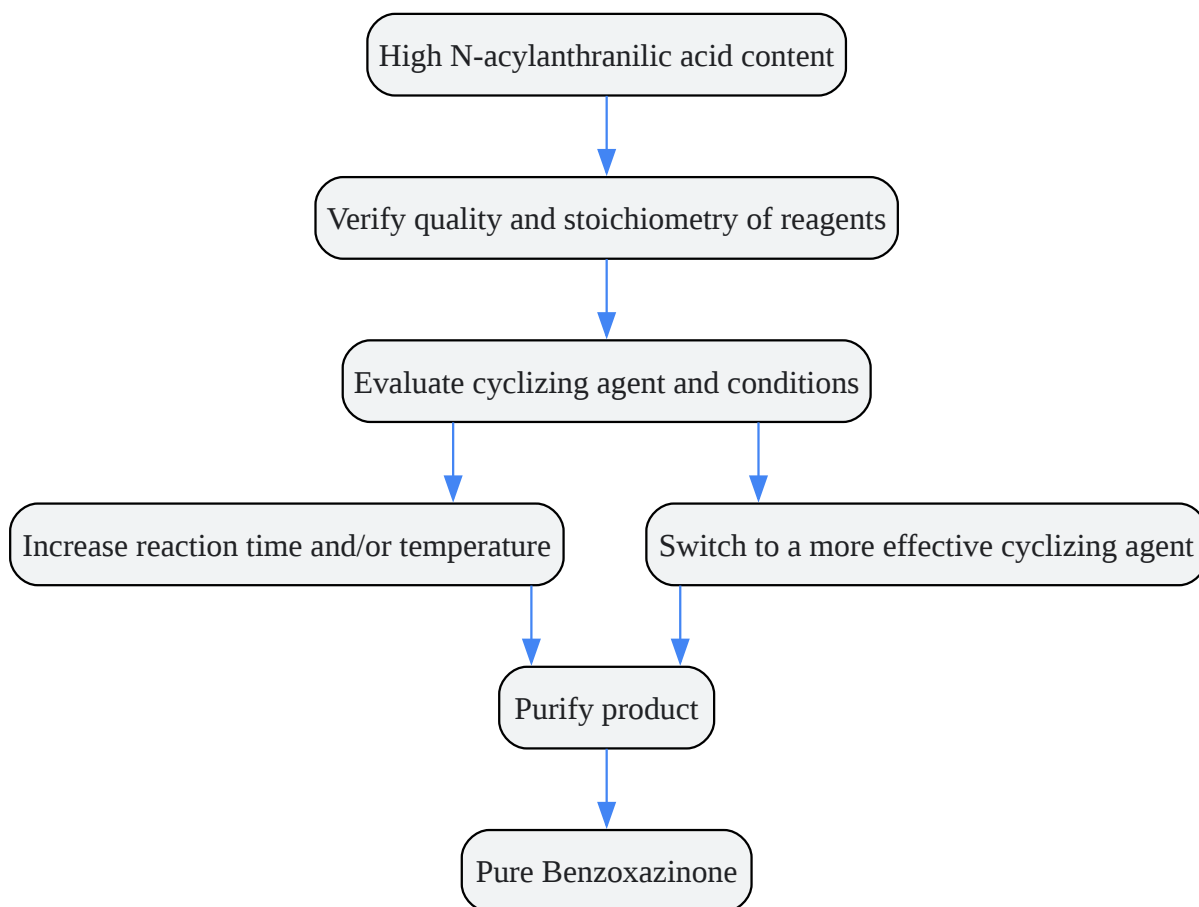 High N-acylanthranilic acid content
Verify quality and stoichiometry of reagents
Evaluate cyclizing agent and conditions
Increase reaction time and/or temperature
Switch to a more effective cyclizing agent
Purify product
Pure Benzoxazinone